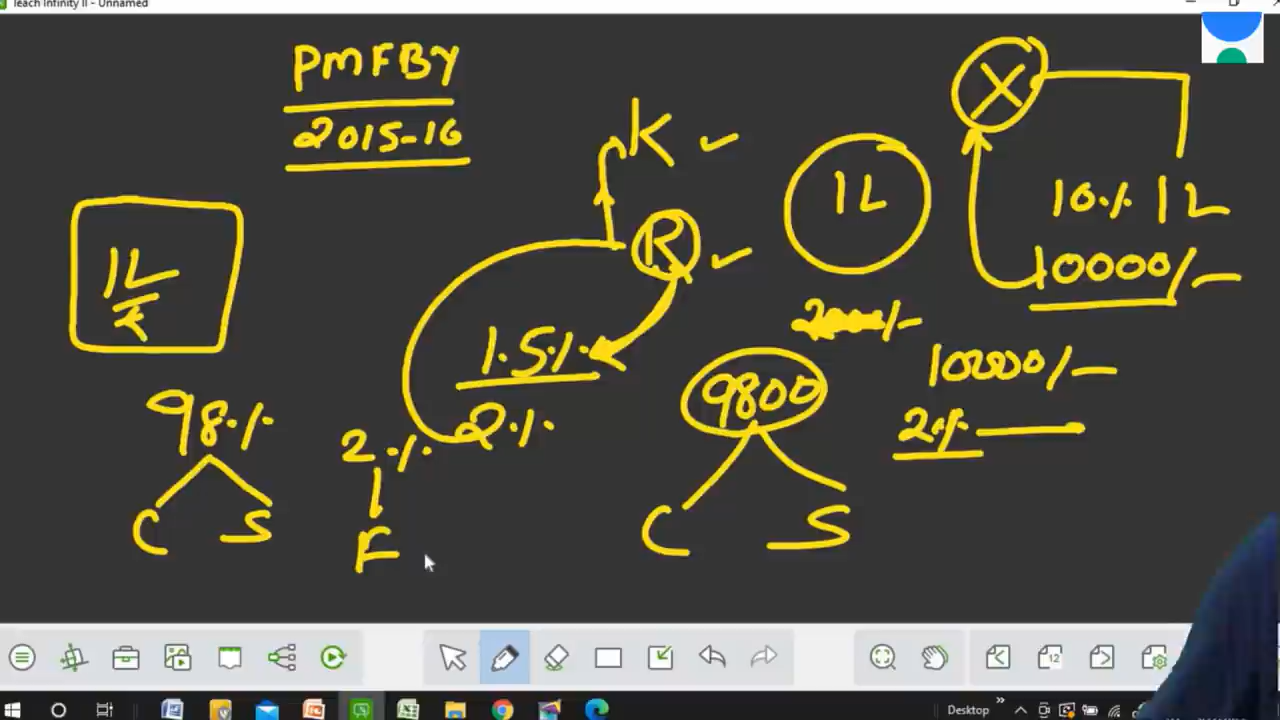 Teach Infinity II - Unnamed
PMFBY
2015-16
K
R
1.5%
2%
1L
₹
98%
C S
2%
F
1L
9800
C S
10% 1L
10000/-
10000/-
2%
12
Desktop